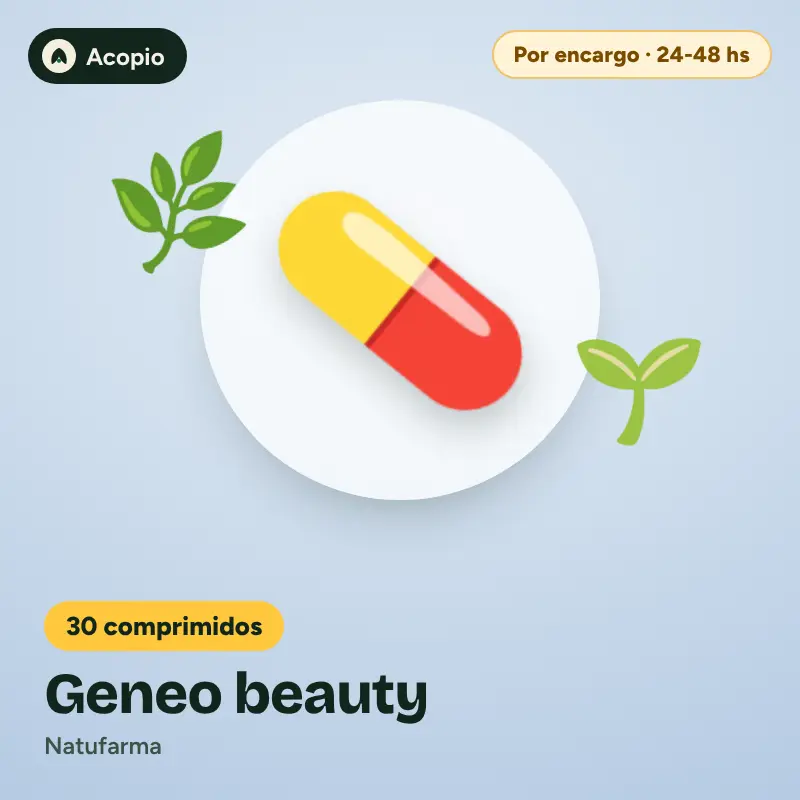 Acopio
Por encargo · 24-48 hs
30 comprimidos
Geneo beauty
Natufarma